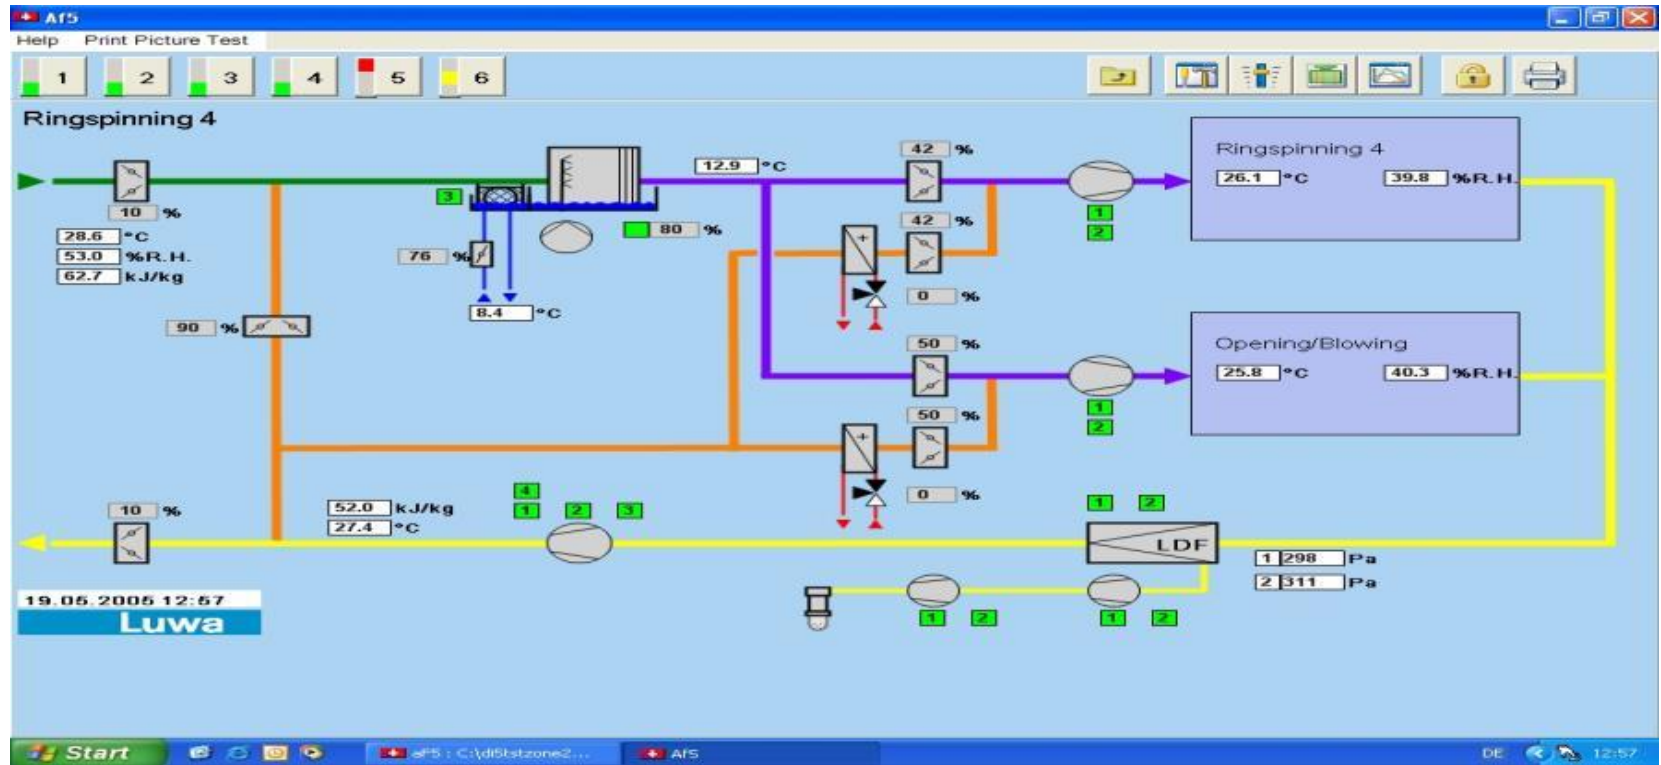 Af5
Help Print Picture Test
1 2 3 4 5 6
Ringspinning 4
10 %
28.6 °C
53.0 %R.H.
62.7 kJ/kg
90 %
3
76 %
8.4 °C
80 %
12.9 °C
42 %
42 %
0 %
1
2
Ringspinning 4
26.1 °C 39.8 %R.H.
50 %
50 %
0 %
1
2
Opening/Blowing
25.8 °C 40.3 %R.H.
10 %
52.0 kJ/kg
27.4 °C
4
1 2 3
1 2
LDF
1 298 Pa
2 311 Pa
1 2
1 2
19.05.2005 12:57
Luwa
Start
aF5 : C:\di5tstzone2...
Af5
DE
12:57